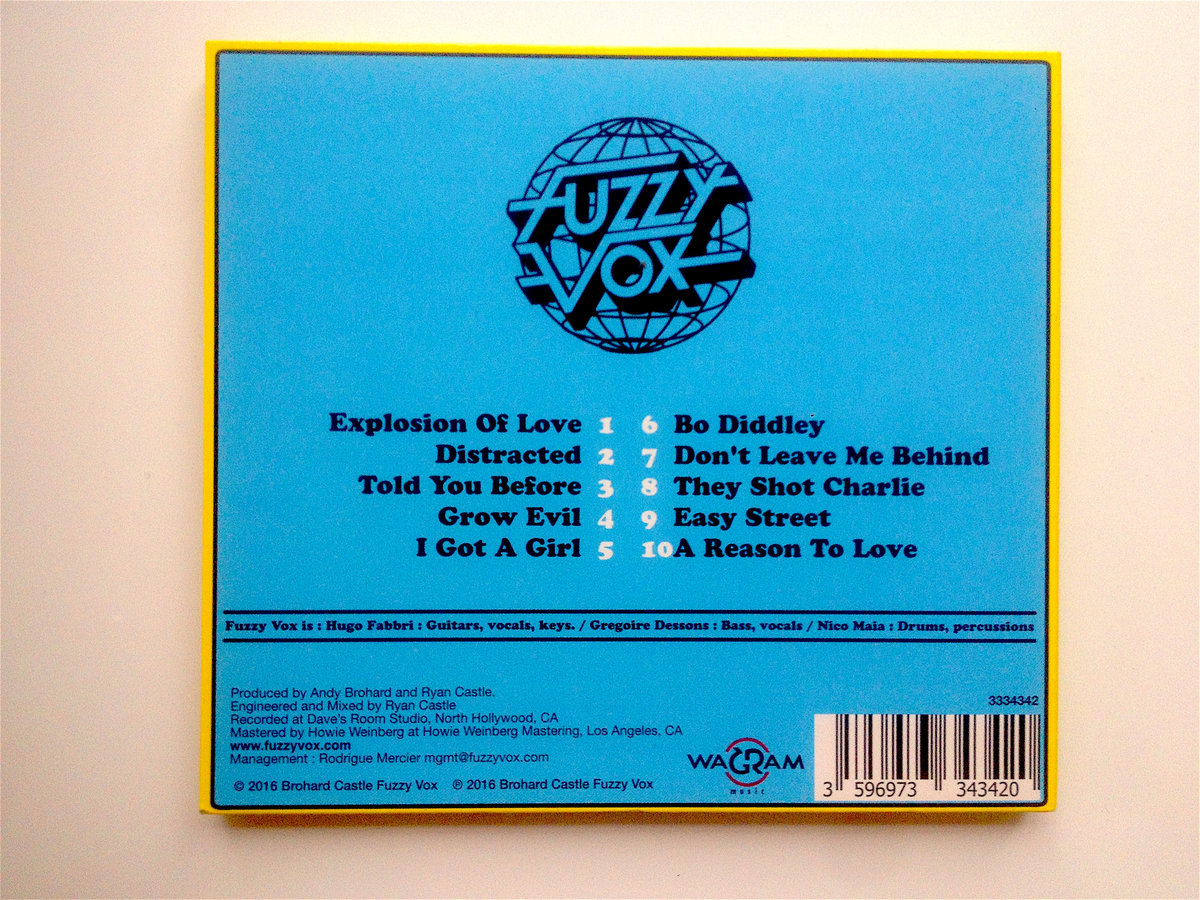 FUZZY
VOX
Explosion Of Love 1
Distracted 2
Told You Before 3
Grow Evil 4
I Got A Girl 5
6 Bo Diddley
7 Don't Leave Me Behind
8 They Shot Charlie
9 Easy Street
10 A Reason To Love
Fuzzy Vox is : Hugo Fabbri : Guitars, vocals, keys. / Gregoire Dessons : Bass, vocals / Nico Maia : Drums, percussions
Produced by Andy Brohard and Ryan Castle.
Engineered and Mixed by Ryan Castle
Recorded at Dave's Room Studio, North Hollywood, CA
Mastered by Howie Weinberg at Howie Weinberg Mastering, Los Angeles, CA
www.fuzzyvox.com
Management : Rodrigue Mercier mgmt@fuzzyvox.com
© 2016 Brohard Castle Fuzzy Vox ℗ 2016 Brohard Castle Fuzzy Vox
WAGRAM
music
3334342
3 596973 343420